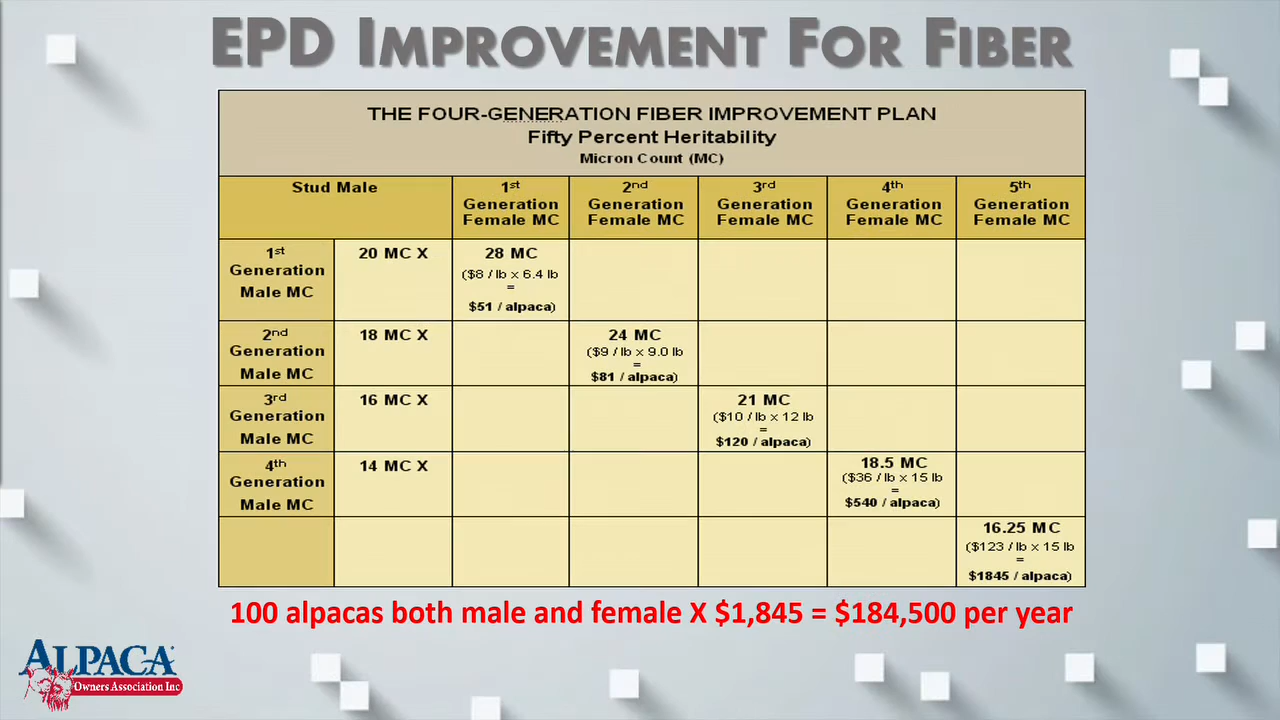 EPD IMPROVEMENT FOR FIBER
THE FOUR-GENERATION FIBER IMPROVEMENT PLAN
Fifty Percent Heritability
Micron Count (MC)
Stud Male
1st
Generation
Female MC
2nd
Generation
Female MC
3rd
Generation
Female MC
4th
Generation
Female MC
5th
Generation
Female MC
1st
Generation
Male MC
20 MC X
28 MC
($8 / lb x 6.4 lb
=
$51 / alpaca)
2nd
Generation
Male MC
18 MC X
24 MC
($9 / lb x 9.0 lb
=
$81 / alpaca)
3rd
Generation
Male MC
16 MC X
21 MC
($10 / lb x 12 lb
=
$120 / alpaca)
4th
Generation
Male MC
14 MC X
18.5 MC
($36 / lb x 15 lb
=
$540 / alpaca)
16.25 MC
($123 / lb x 15 lb
=
$1845 / alpaca)
100 alpacas both male and female X $1,845 = $184,500 per year
ALPACA
Owners Association Inc